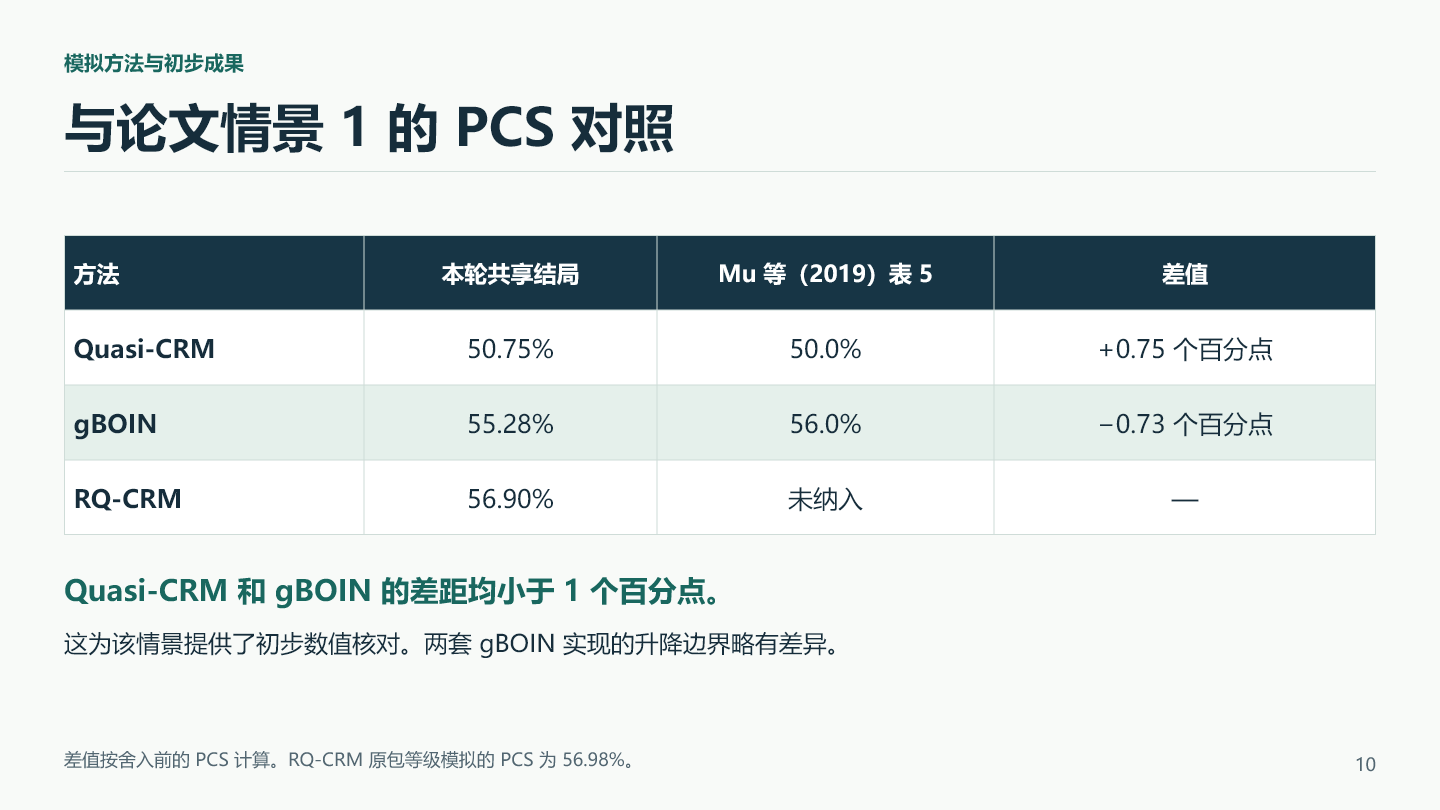 模拟方法与初步成果
与论文情景 1 的 PCS 对照
方法 本轮共享结局 Mu 等（2019）表 5 差值
Quasi-CRM 50.75% 50.0% +0.75 个百分点
gBOIN 55.28% 56.0% −0.73 个百分点
RQ-CRM 56.90% 未纳入 —
Quasi-CRM 和 gBOIN 的差距均小于 1 个百分点。
这为该情景提供了初步数值核对。两套 gBOIN 实现的升降边界略有差异。
差值按舍入前的 PCS 计算。RQ-CRM 原包等级模拟的 PCS 为 56.98%。
10